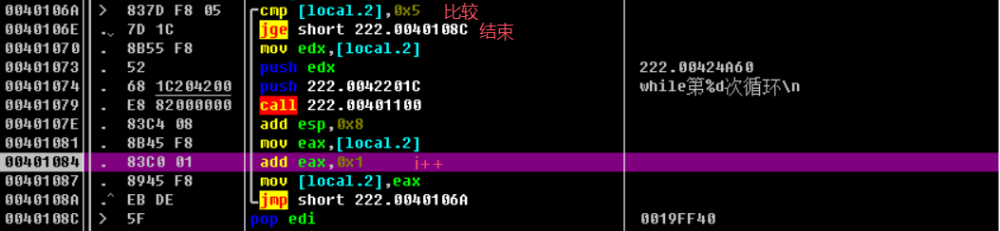 0040106A > 837D F8 05 cmp [local.2],0x5 比较
0040106E . 7D 1C jge short 222.0040108C 结束
00401070 . 8B55 F8 mov edx,[local.2]
00401073 . 52 push edx 222.00424A60
00401074 . 68 1C204200 push 222.0042201C while第%d次循环\n
00401079 . E8 82000000 call 222.00401100
0040107E . 83C4 08 add esp,0x8
00401081 . 8B45 F8 mov eax,[local.2]
00401084 . 83C0 01 add eax,0x1 i++
00401087 . 8945 F8 mov [local.2],eax
0040108A .^ EB DE jmp short 222.0040106A
0040108C > 5F pop edi 0019FF40